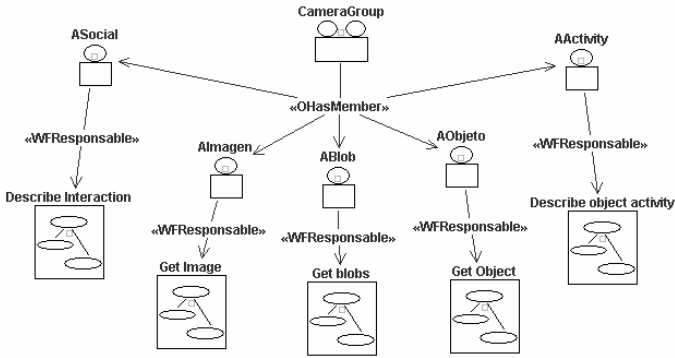 CameraGroup
ASocial
AActivity
«OHasMember»
«WFResponsable»
«WFResponsable»
AImagen
ABlob
AObjeto
Describe Interaction
Describe object activity
«WFResponsable»
«WFResponsable»
«WFResponsable»
Get Image
Get blobs
Get Object